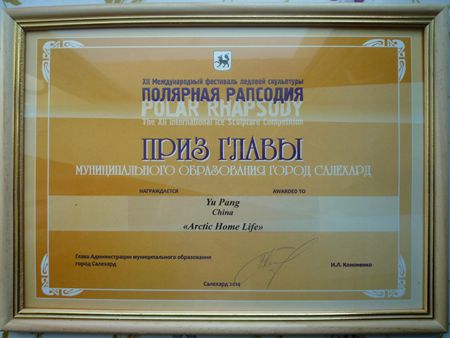 XII Международный фестиваль ледовой скульптуры
ПОЛЯРНАЯ РАПСОДИЯ
POLAR RHAPSODY
The XII International Ice Sculpture Competition
ПРИЗ ГЛАВЫ
МУНИЦИПАЛЬНОГО ОБРАЗОВАНИЯ ГОРОД САЛЕХАРД
НАГРАЖДАЕТСЯ AWARDED TO
Yu Pang
China
«Arctic Home Life»
Глава Администрации муниципального образования
город Салехард
И.Л. Кононенко
Салехард